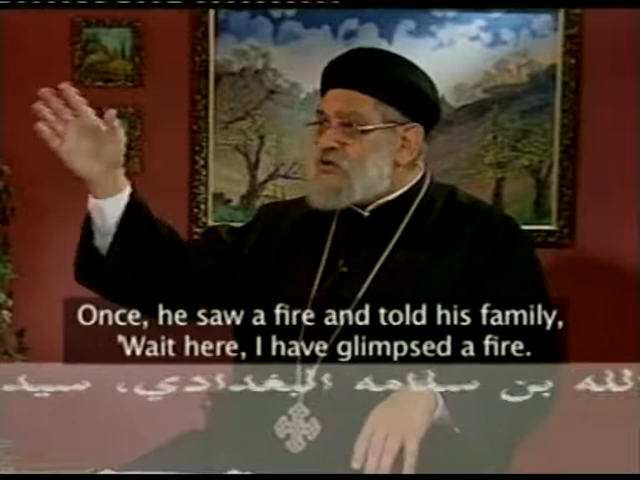 Once, he saw a fire and told his family,
'Wait here, I have glimpsed a fire.
الله بن سلامه البغدادي، سيد